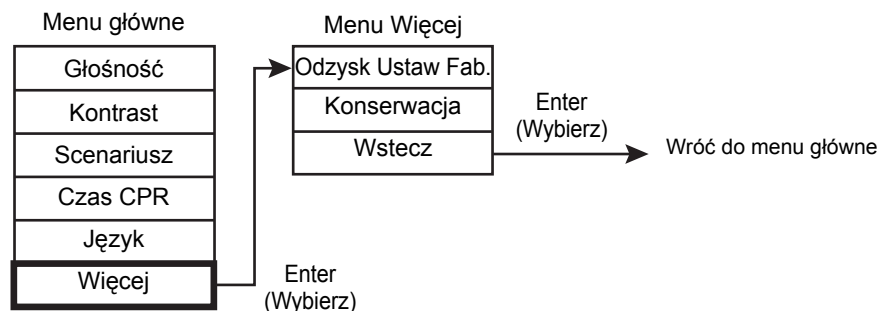 Menu główne
Głośność
Kontrast
Scenariusz
Czas CPR
Język
Więcej
Enter
(Wybierz)
Menu Więcej
Odzysk Ustaw Fab.
Konserwacja
Wstecz
Enter
(Wybierz)
Wróć do menu główne